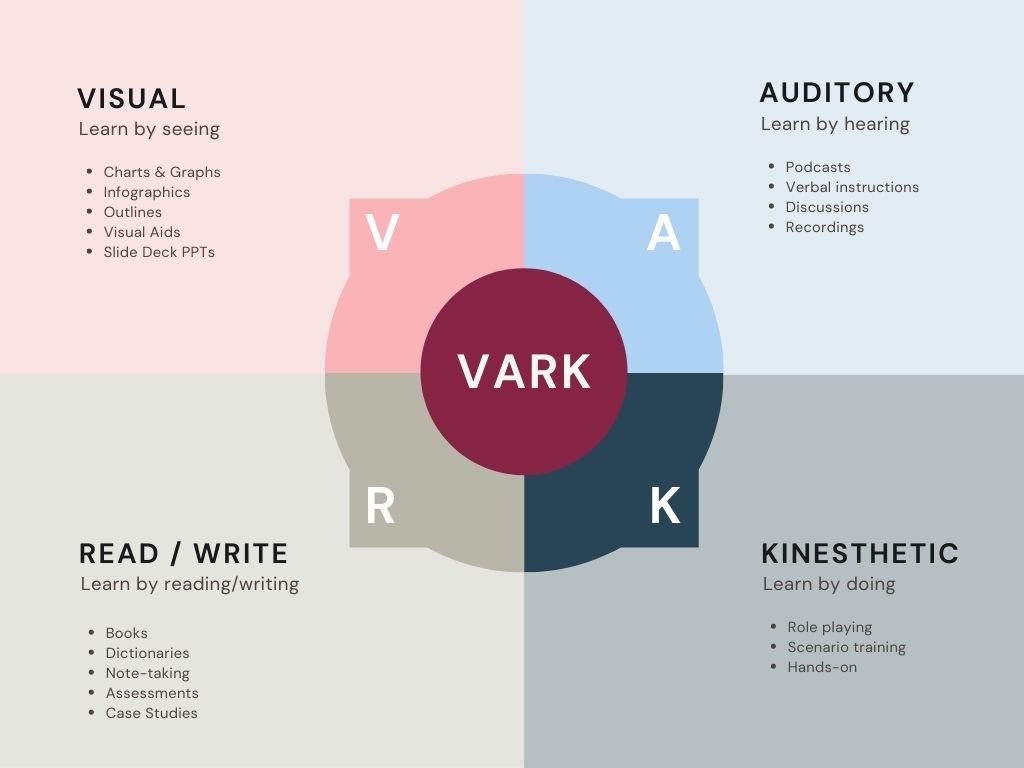 VISUAL
Learn by seeing
• Charts & Graphs
• Infographics
• Outlines
• Visual Aids
• Slide Deck PPTs
AUDITORY
Learn by hearing
• Podcasts
• Verbal instructions
• Discussions
• Recordings
V
A
VARK
R
K
READ / WRITE
Learn by reading/writing
• Books
• Dictionaries
• Note-taking
• Assessments
• Case Studies
KINESTHETIC
Learn by doing
• Role playing
• Scenario training
• Hands-on